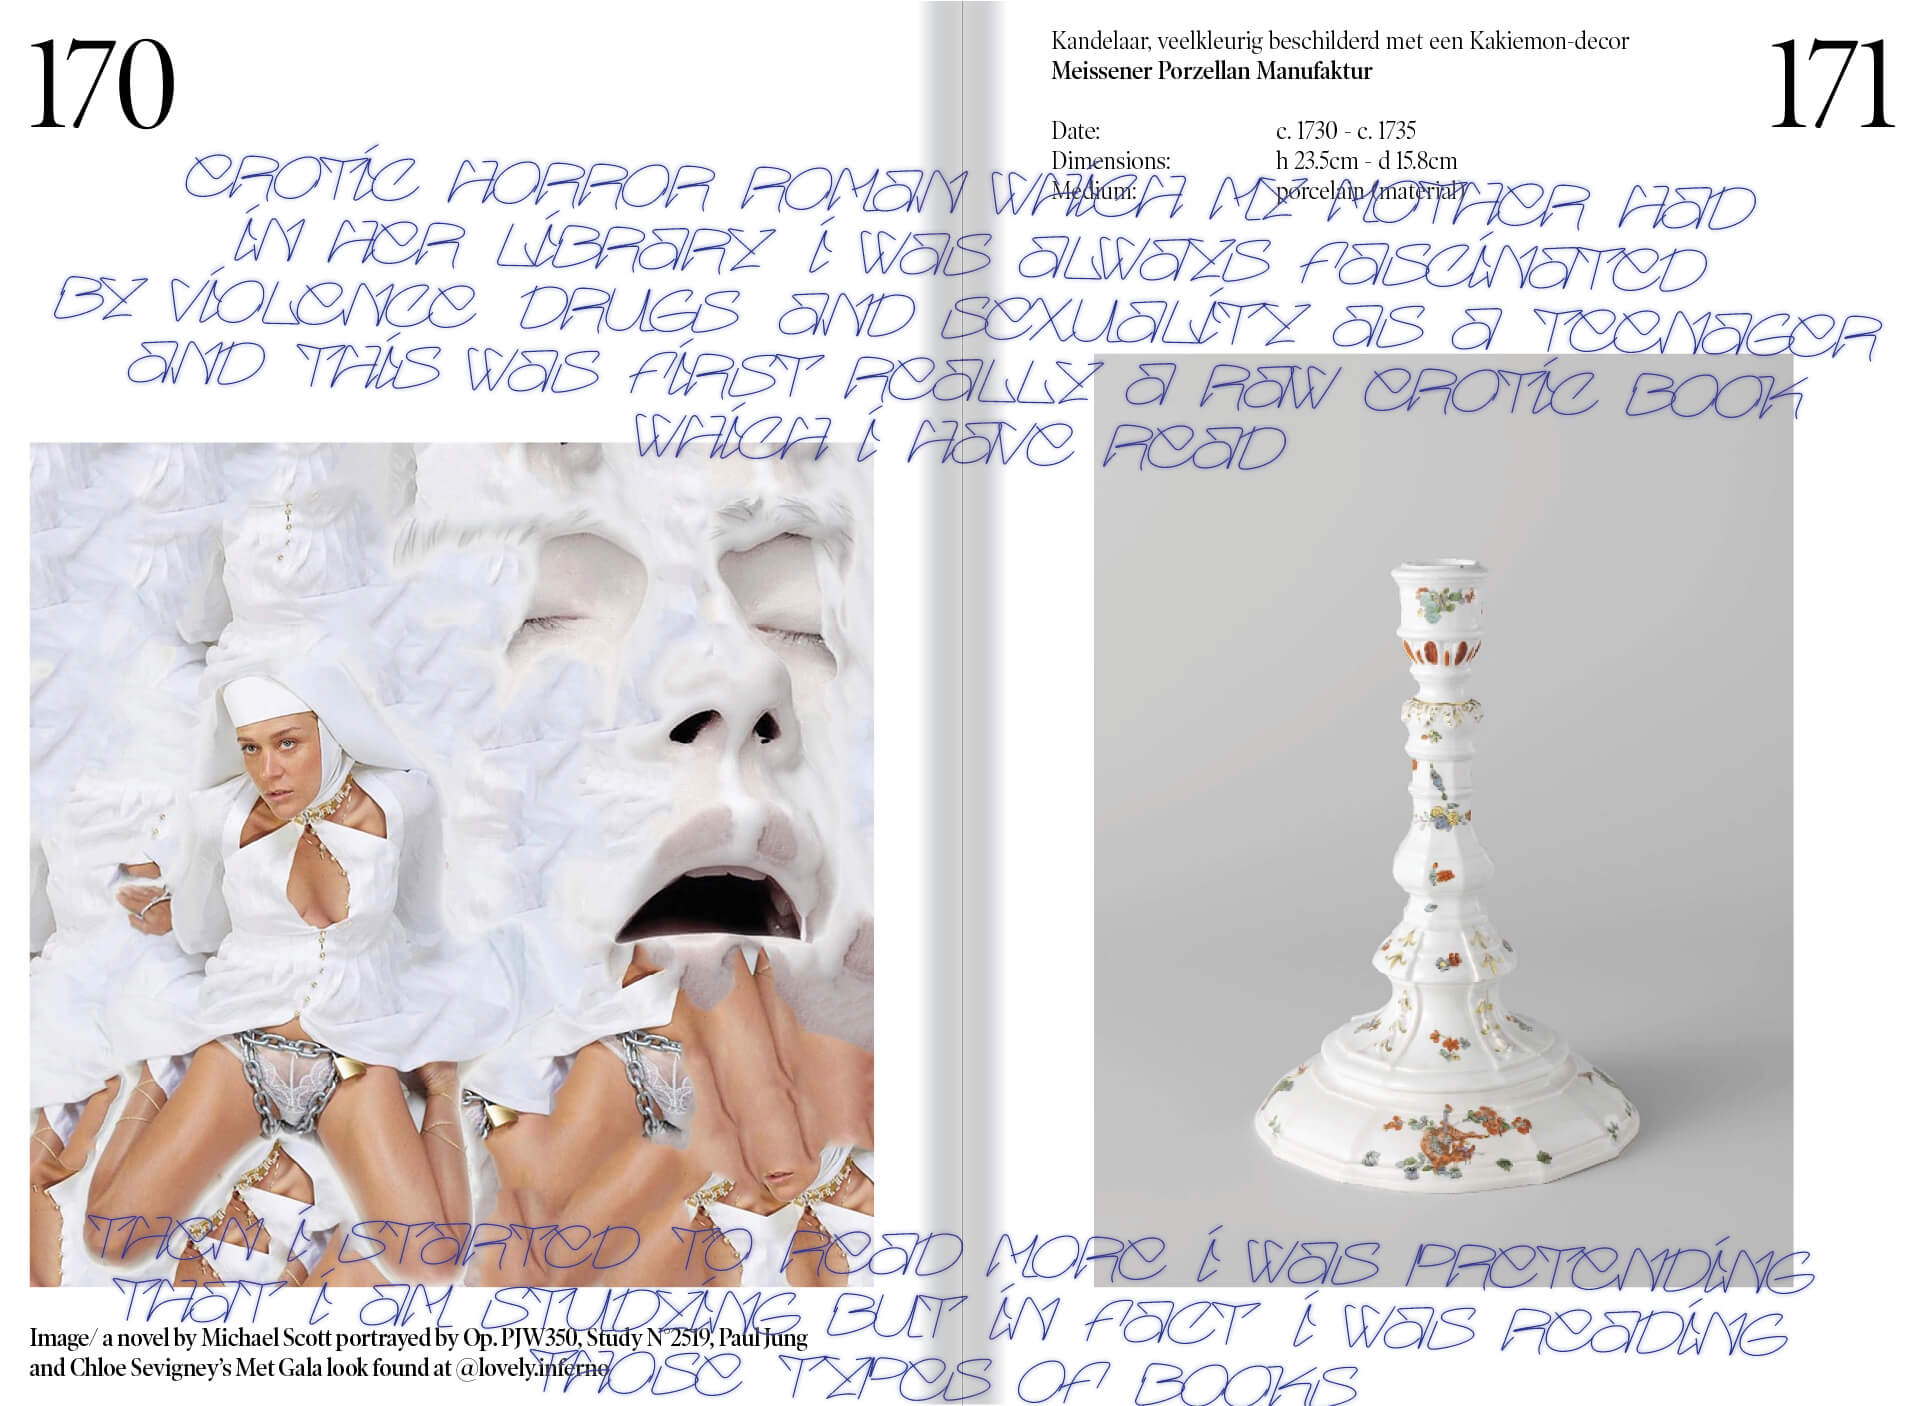 170
Kandelaar, veelkleurig beschilderd met een Kakiemon-decor
Meissener Porzellan Manufaktur
171
Date: c. 1730 - c. 1735
Dimensions: h 23.5cm - d 15.8cm
Medium: porcelain (material)
EROTIC HORROR ROMAN WHICH MY MOTHER HAD
IN HER LIBRARY I WAS ALWAYS FASCINATED
BY VIOLENCE DRUGS AND SEXUALITY AS A TEENAGER
AND THIS WAS FIRST REALLY A RAW EROTIC BOOK
WHICH I HAVE READ
THEN I STARTED TO READ MORE I WAS PRETENDING
THAT I AM STUDYING BUT IN FACT I WAS READING
THOSE TYPES OF BOOKS
Image/ a novel by Michael Scott portrayed by Op. PJW350, Study N°2519, Paul Jung
and Chloe Sevigney's Met Gala look found at @lovely.inferno